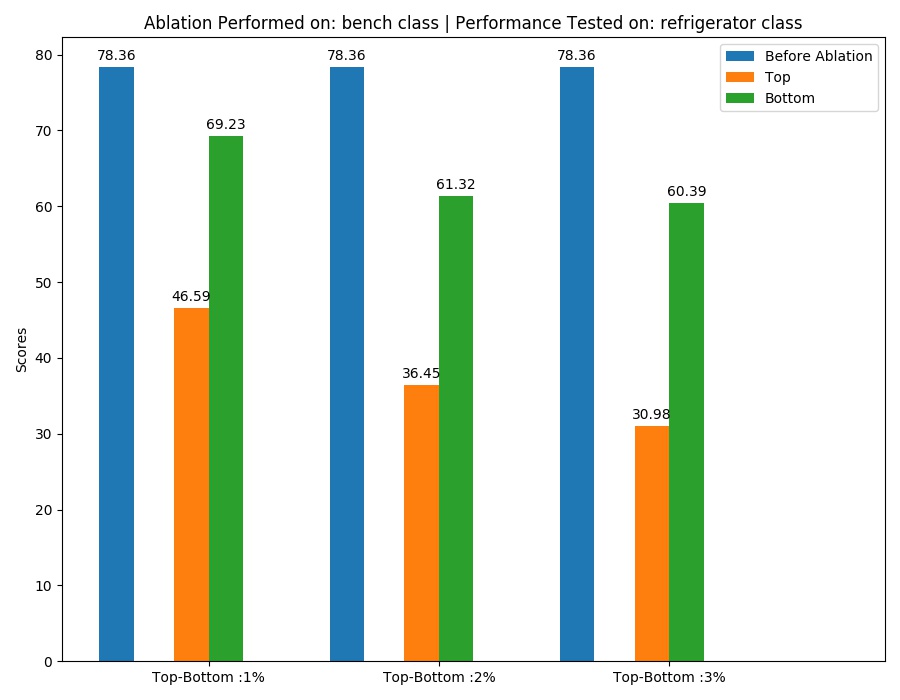 Ablation Performed on: bench class | Performance Tested on: refrigerator class
Before Ablation
Top
Bottom
Scores
80
70
60
50
40
30
20
10
0
78.36
46.59
69.23
78.36
36.45
61.32
78.36
30.98
60.39
Top-Bottom :1%
Top-Bottom :2%
Top-Bottom :3%